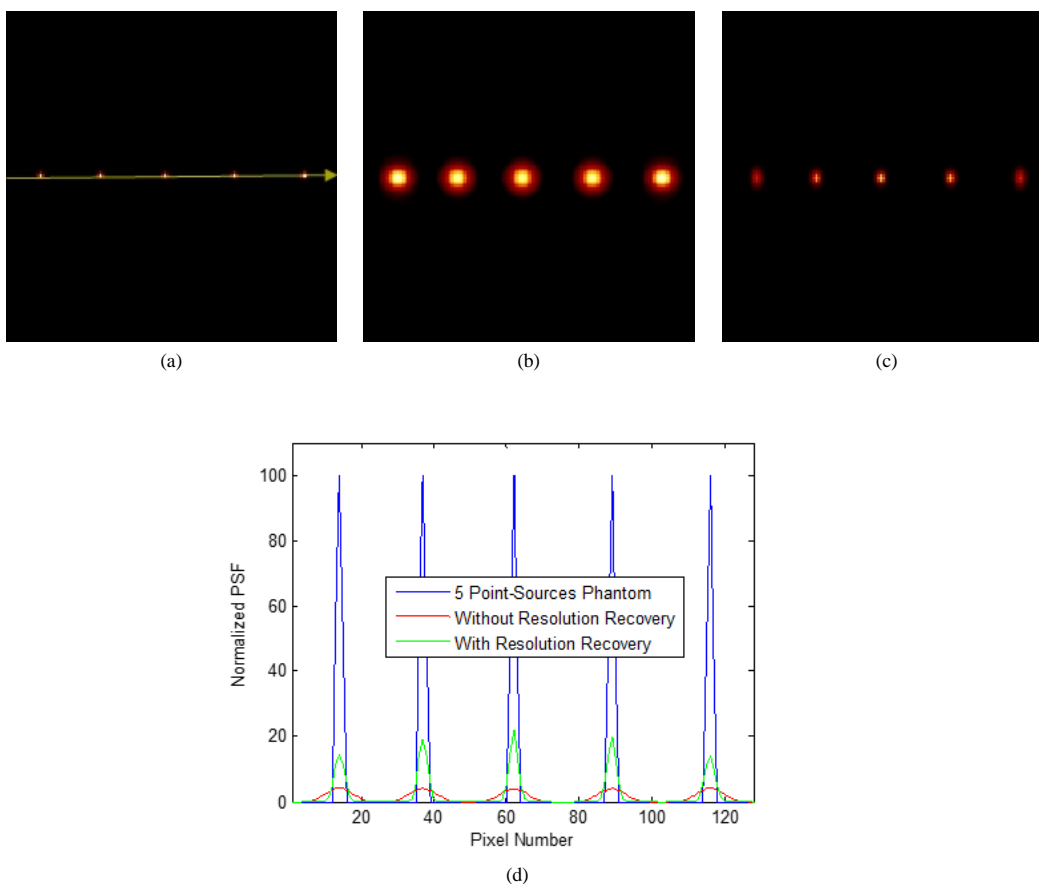 (a)
(b)
(c)
100
80
60
40
20
0
Normalized PSF
5 Point-Sources Phantom
Without Resolution Recovery
With Resolution Recovery
20
40
60
80
100
120
Pixel Number
(d)